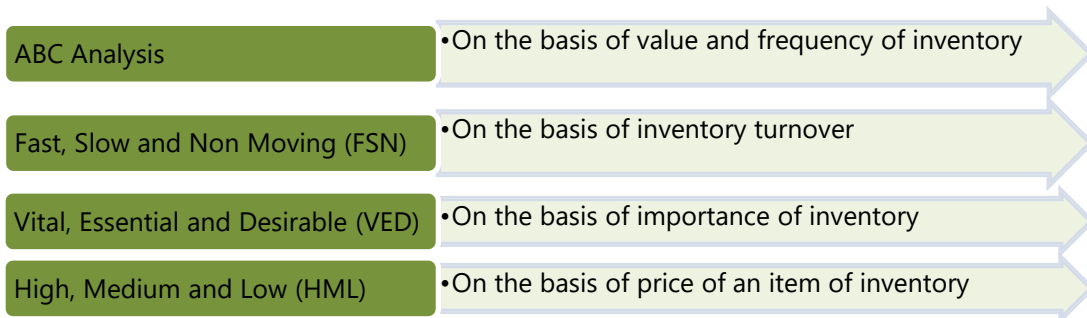 ABC Analysis
•On the basis of value and frequency of inventory
Fast, Slow and Non Moving (FSN)
•On the basis of inventory turnover
Vital, Essential and Desirable (VED)
•On the basis of importance of inventory
High, Medium and Low (HML)
•On the basis of price of an item of inventory